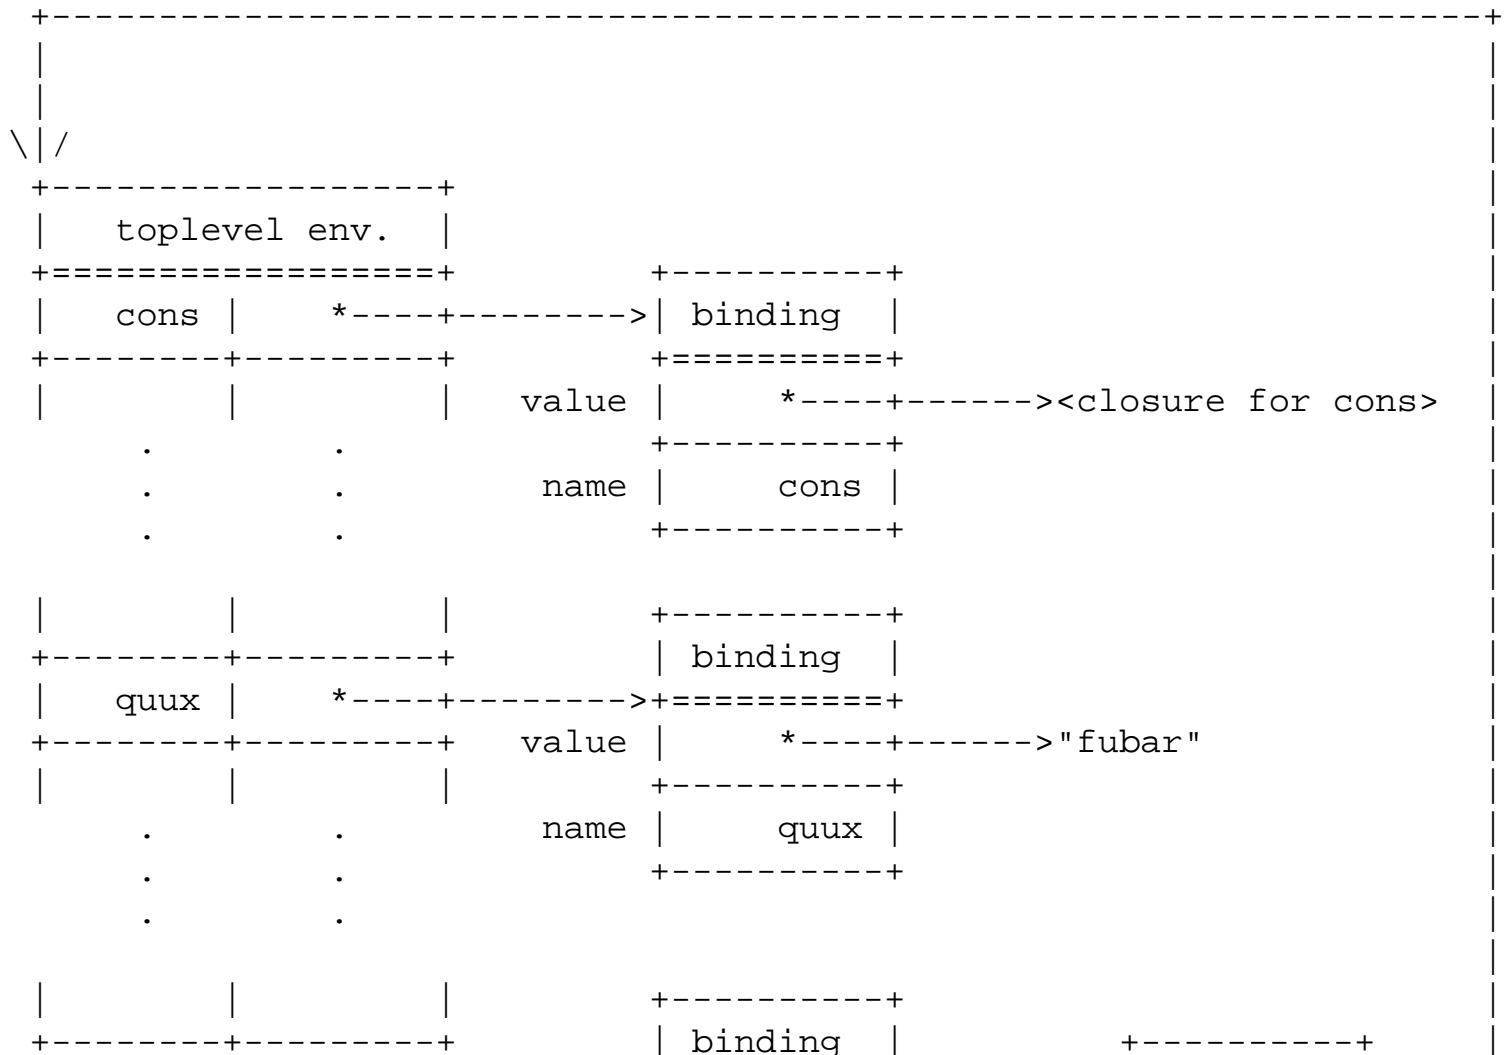 +-------------------------------------------------------------------+
|                                                                   |
|                                                                   |
\|/                                                                  |
+------------------+                                                |
|   toplevel env.  |                                                |
+==================+         +----------+                           |
|   cons |    *----+-------->| binding  |                           |
+--------+---------+         +==========+                           |
|        |         |   value |     *----+------><closure for cons>  |
.        .         +----------+                           |
.        .    name |     cons |                           |
.        .         +----------+                           |
|
|        |         |         +----------+                           |
+--------+---------+         | binding  |                           |
|   quux |    *----+-------->+==========+                           |
+--------+---------+   value |     *----+------>"fubar"             |
|        |         |         +----------+                           |
.        .    name |     quux |                           |
.        .         +----------+                           |
.        .                                                |
|
|        |         |         +----------+                           |
+--------+---------+         | binding  |          +----------+     |